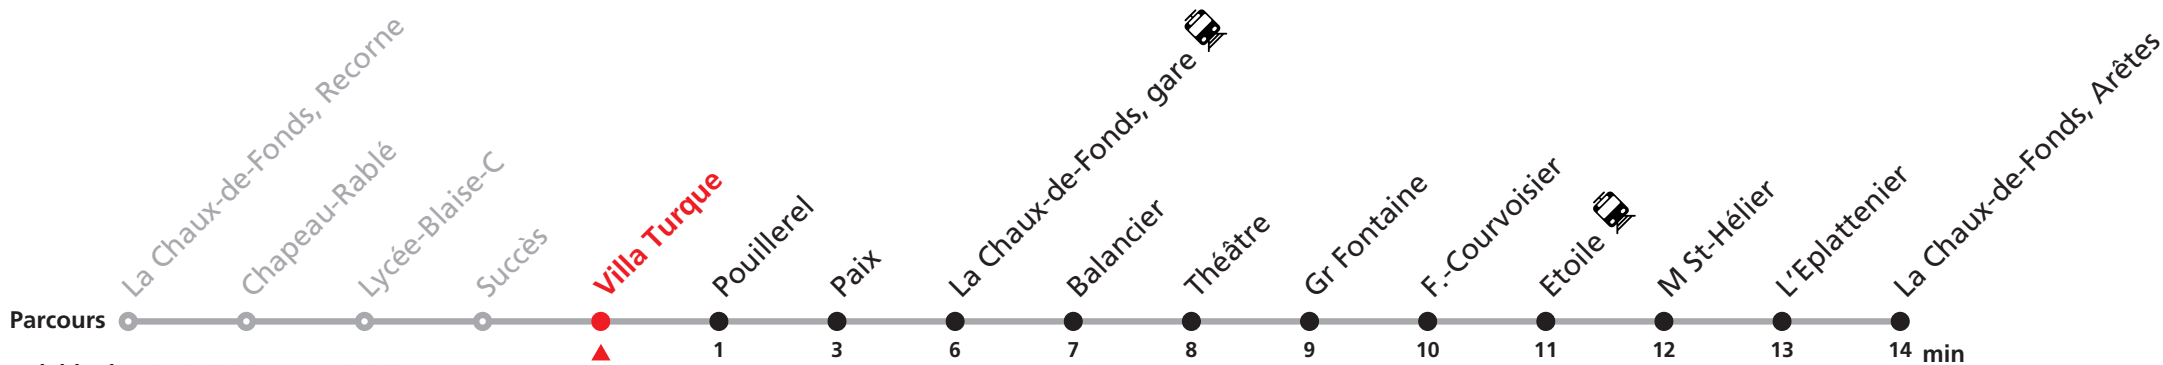 La Chaux-de-Fonds, Recorne
Chapeau-Rablé
Lycée-Blaise-C
Succès
Villa Turque
Pouillerel
Paix
La Chaux-de-Fonds, gare
Balancier
Théâtre
Gr Fontaine
F.-Courvoisier
Etoile
M St-Hélier
L'Eplattenier
La Chaux-de-Fonds, Arêtes
Parcours
1 3 6 7 8 9 10 11 12 13 14 min